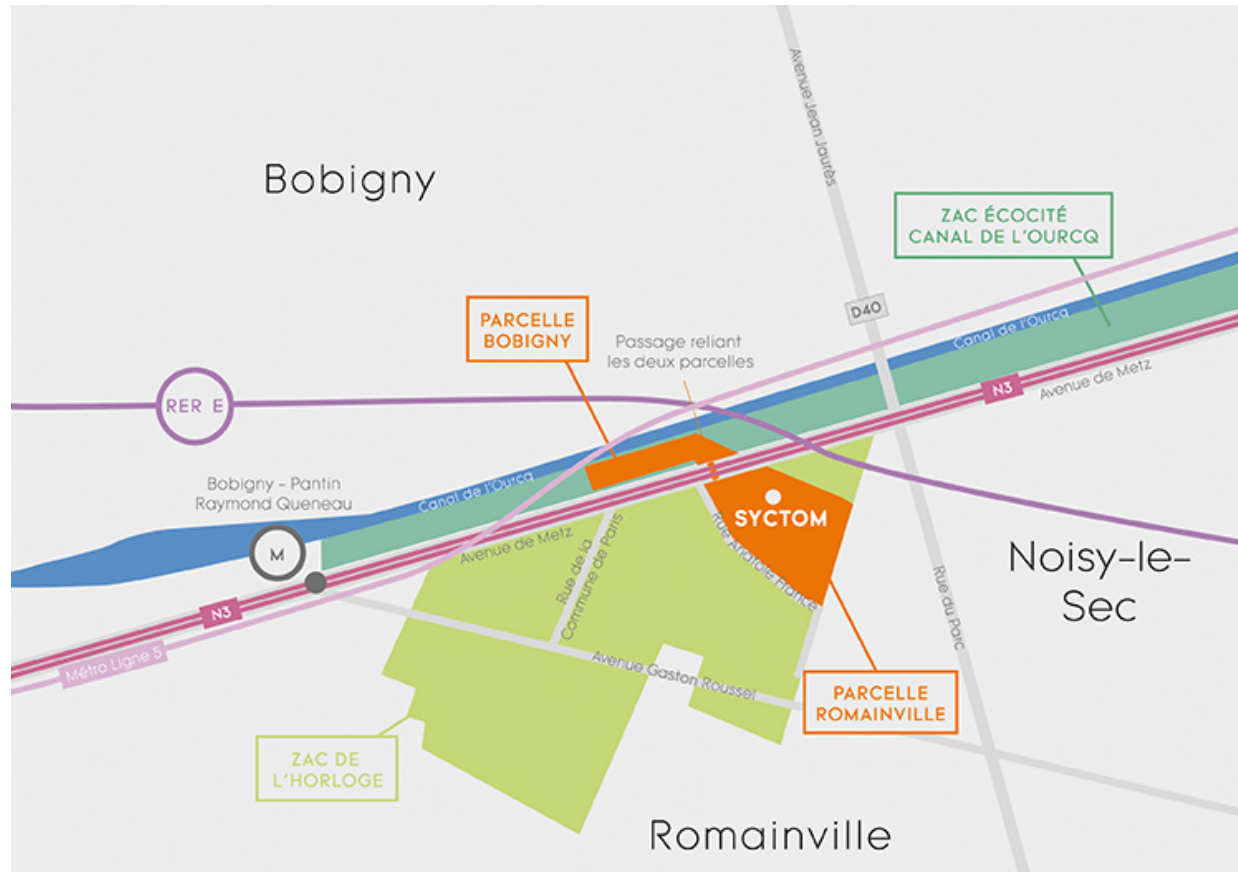 Avenue Jean Jaurès
Bobigny
ZAC ÉCOCITÉ
CANAL DE L'OURCQ
D40
PARCELLE
BOBIGNY
Passage reliant
les deux parcelles
Canal de l'Ourcq
N3
Avenue de Metz
RER E
Bobigny - Pantin
Raymond Queneau
Canal de l'Ourcq
M
SYCTOM
Avenue de Metz
Rue de la
Commune de Paris
Rue Anatole France
Noisy-le-
Sec
Rue du Parc
N3
Métro Ligne 5
Avenue Gaston Roussel
PARCELLE
ROMAINVILLE
ZAC DE
L'HORLOGE
Romainville